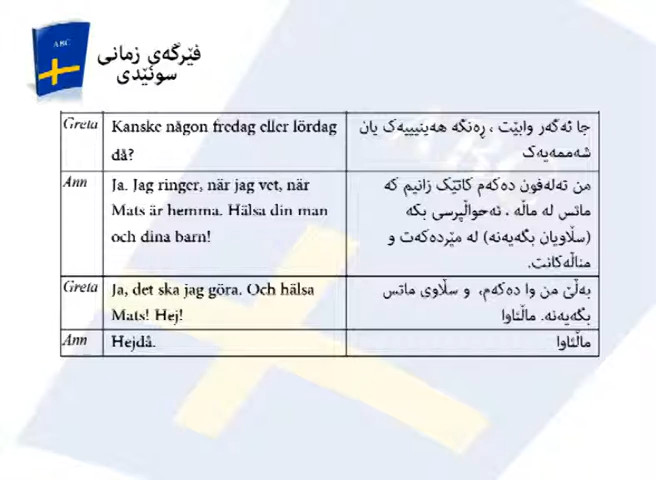 ABC
فێرگەی زمانی
سوئێدی
Greta
Kanske någon fredag eller lördag
då?
جا ئەگەر وابێت ، ڕەنگە هەینیییەک یان
شەممەیەک
Ann
Ja. Jag ringer, när jag vet, när
Mats är hemma. Hälsa din man
och dina barn!
من تەلەفون دەکەم کاتێک زانیم کە
ماتس لە ماڵە ، ئەحواڵپرسی بکە
(سڵاویان بگەیەنە) لە مێردەکەت و
مناڵەکانت.
Greta
Ja, det ska jag göra. Och hälsa
Mats! Hej!
بەڵێ من وا دەکەم، و سڵاوی ماتس
بگەیەنە. ماڵئاوا
Ann
Hejdå.
ماڵئاوا